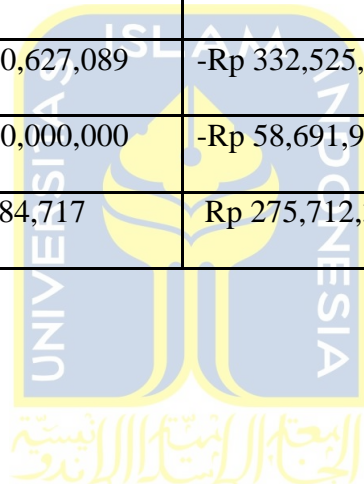 ISLAM
0,627,089 -Rp 332,525,
0,000,000 -Rp 58,691,9
84,717 Rp 275,712,
UNIVERSITAS
INDONESIA